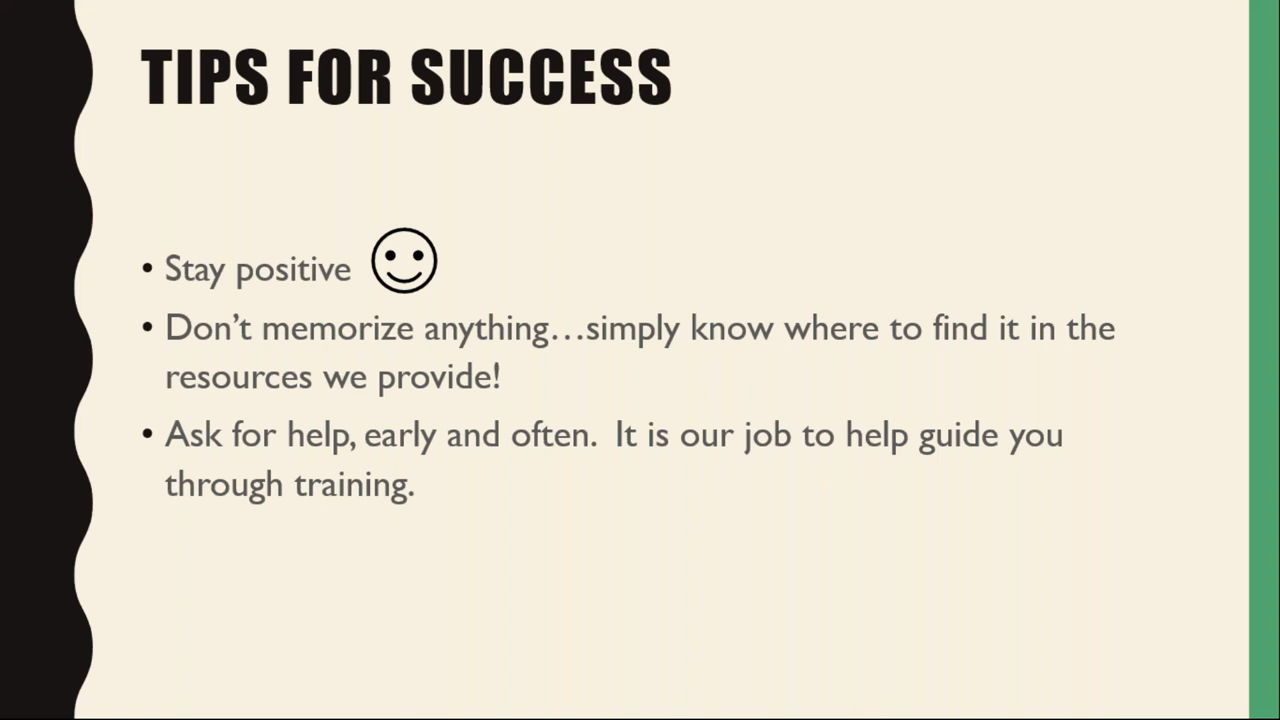 TIPS FOR SUCCESS
• Stay positive
• Don’t memorize anything…simply know where to find it in the
resources we provide!
• Ask for help, early and often.  It is our job to help guide you
through training.